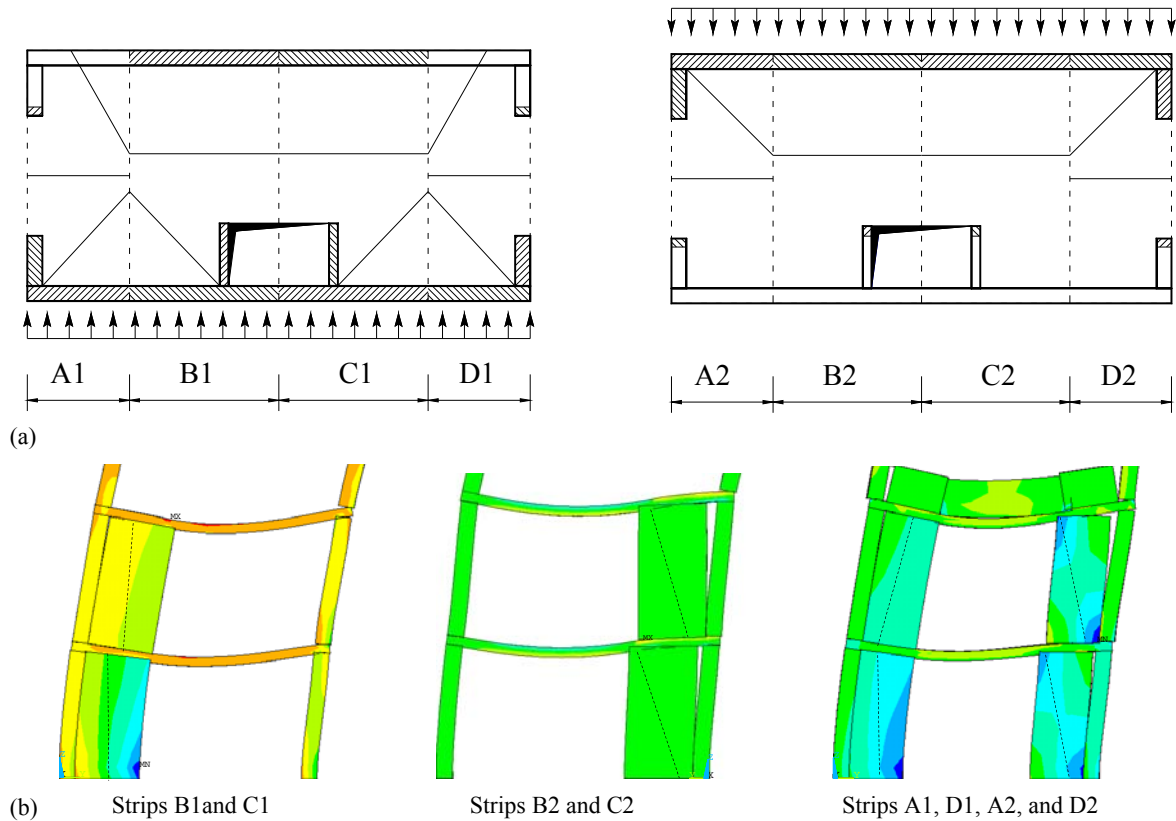 A1 B1 C1 D1
A2 B2 C2 D2
(a)
MX
MN
MX
(b)
Strips B1and C1
Strips B2 and C2
Strips A1, D1, A2, and D2